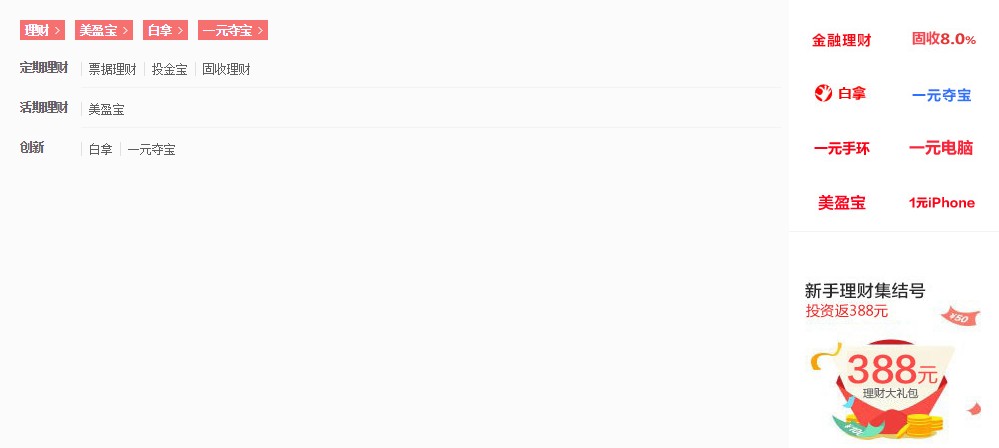 理财 > 美盈宝 > 白拿 > 一元夺宝 >
定期理财 票据理财 投金宝 固收理财
活期理财 美盈宝
创新 白拿 一元夺宝
金融理财 固收8.0%
白拿 一元夺宝
一元手环 一元电脑
美盈宝 1元iPhone
新手理财集结号
投资返388元
¥50
388元
理财大礼包